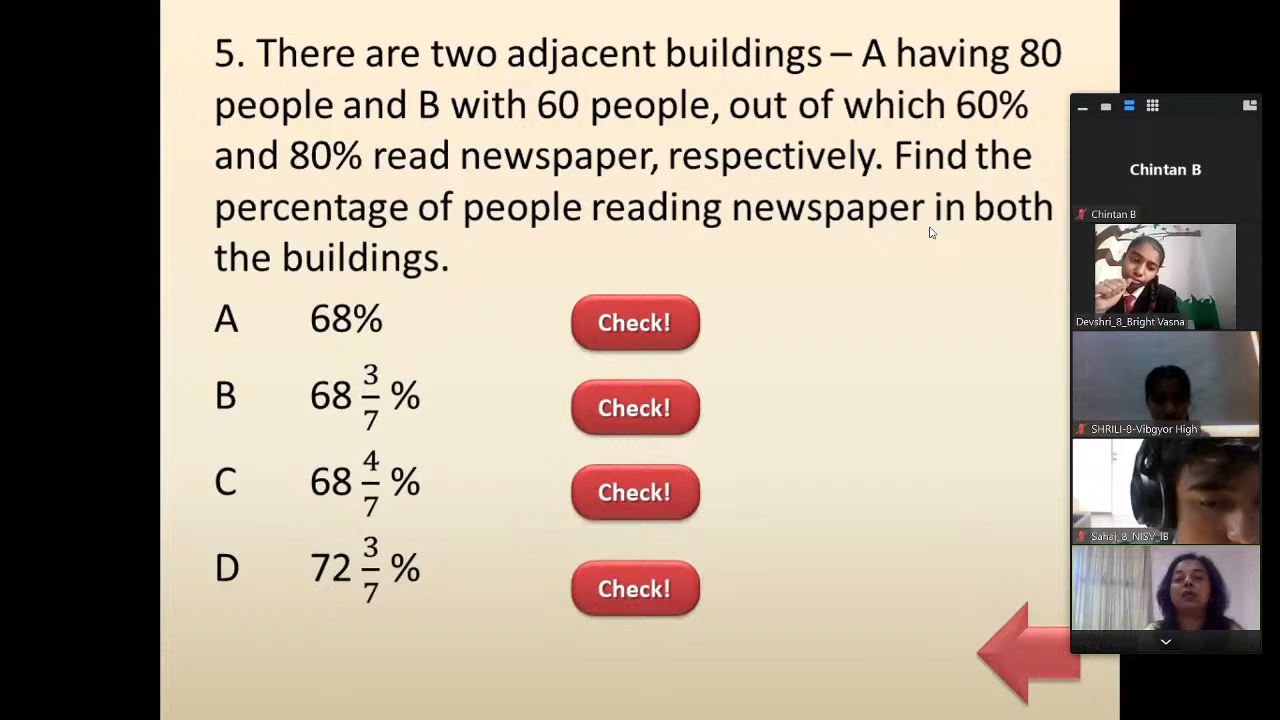 5. There are two adjacent buildings – A having 80
people and B with 60 people, out of which 60%
and 80% read newspaper, respectively. Find the
percentage of people reading newspaper in both
the buildings.
A 68% Check!
B 68 3/7 % Check!
C 68 4/7 % Check!
D 72 3/7 % Check!
Chintan B
Chintan B
Devshri_8_Bright Vasna
SHRILI-8-Vibgyor High
Sahaj_8_NISV_IB